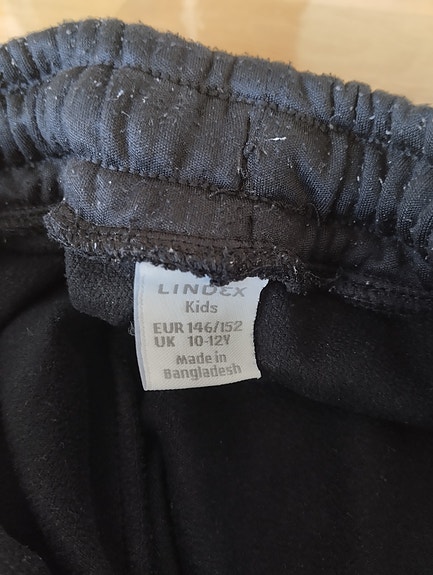 LINDEX
Kids
EUR 146/152
UK 10-12Y
Made in
Bangladesh